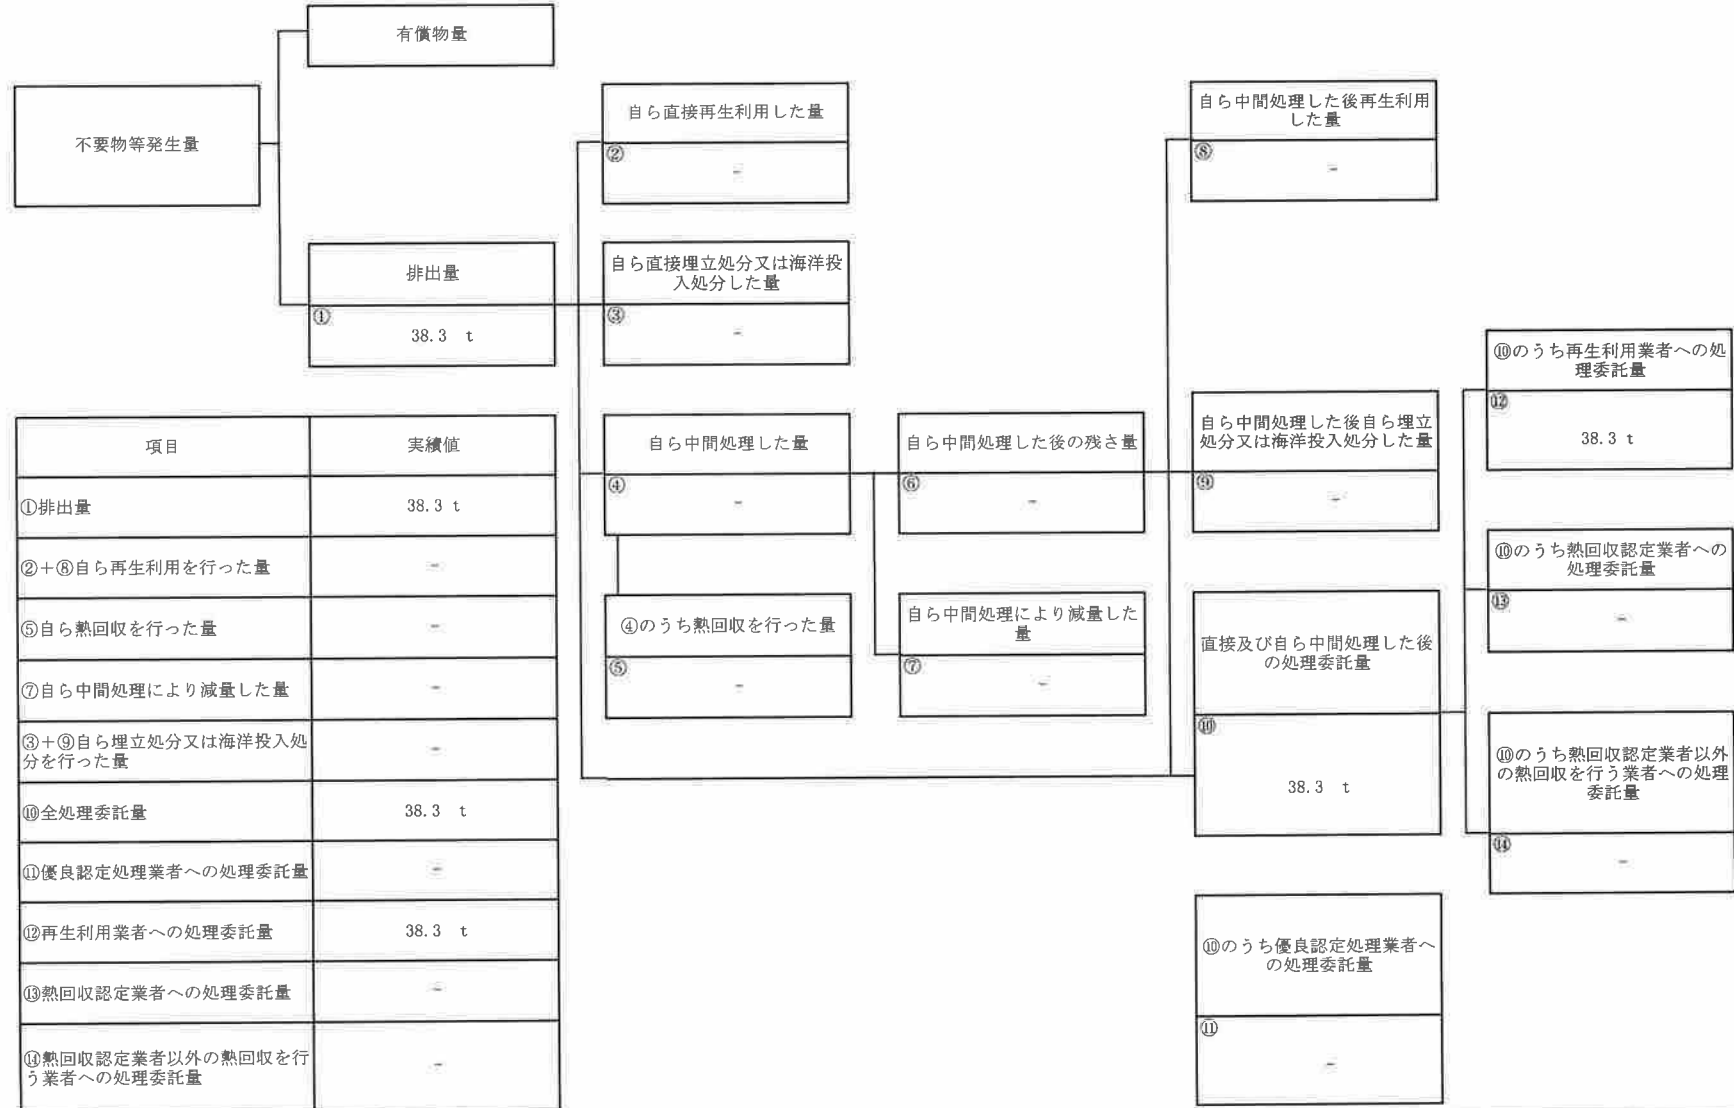 有償物量
不要物等発生量
排出量
①
38.3 t
自ら直接再生利用した量
②
-
自ら直接埋立処分又は海洋投
入処分した量
③
-
自ら中間処理した量
④
-
④のうち熱回収を行った量
⑤
-
自ら中間処理した後の残さ量
⑥
-
自ら中間処理により減量した
量
⑦
-
自ら中間処理した後再生利用
した量
⑧
-
自ら中間処理した後自ら埋立
処分又は海洋投入処分した量
⑨
-
直接及び自ら中間処理した後
の処理委託量
⑩
38.3 t
⑩のうち優良認定処理業者へ
の処理委託量
⑪
-
⑩のうち再生利用業者への処
理委託量
⑫
38.3 t
⑩のうち熱回収認定業者への
処理委託量
⑬
-
⑩のうち熱回収認定業者以外
の熱回収を行う業者への処理
委託量
⑭
-
項目 実績値
①排出量 38.3 t
②+⑧自ら再生利用を行った量 -
⑤自ら熱回収を行った量 -
⑦自ら中間処理により減量した量 -
③+⑨自ら埋立処分又は海洋投入処
分を行った量 -
⑩全処理委託量 38.3 t
⑪優良認定処理業者への処理委託量 -
⑫再生利用業者への処理委託量 38.3 t
⑬熱回収認定業者への処理委託量 -
⑭熱回収認定業者以外の熱回収を行
う業者への処理委託量 -